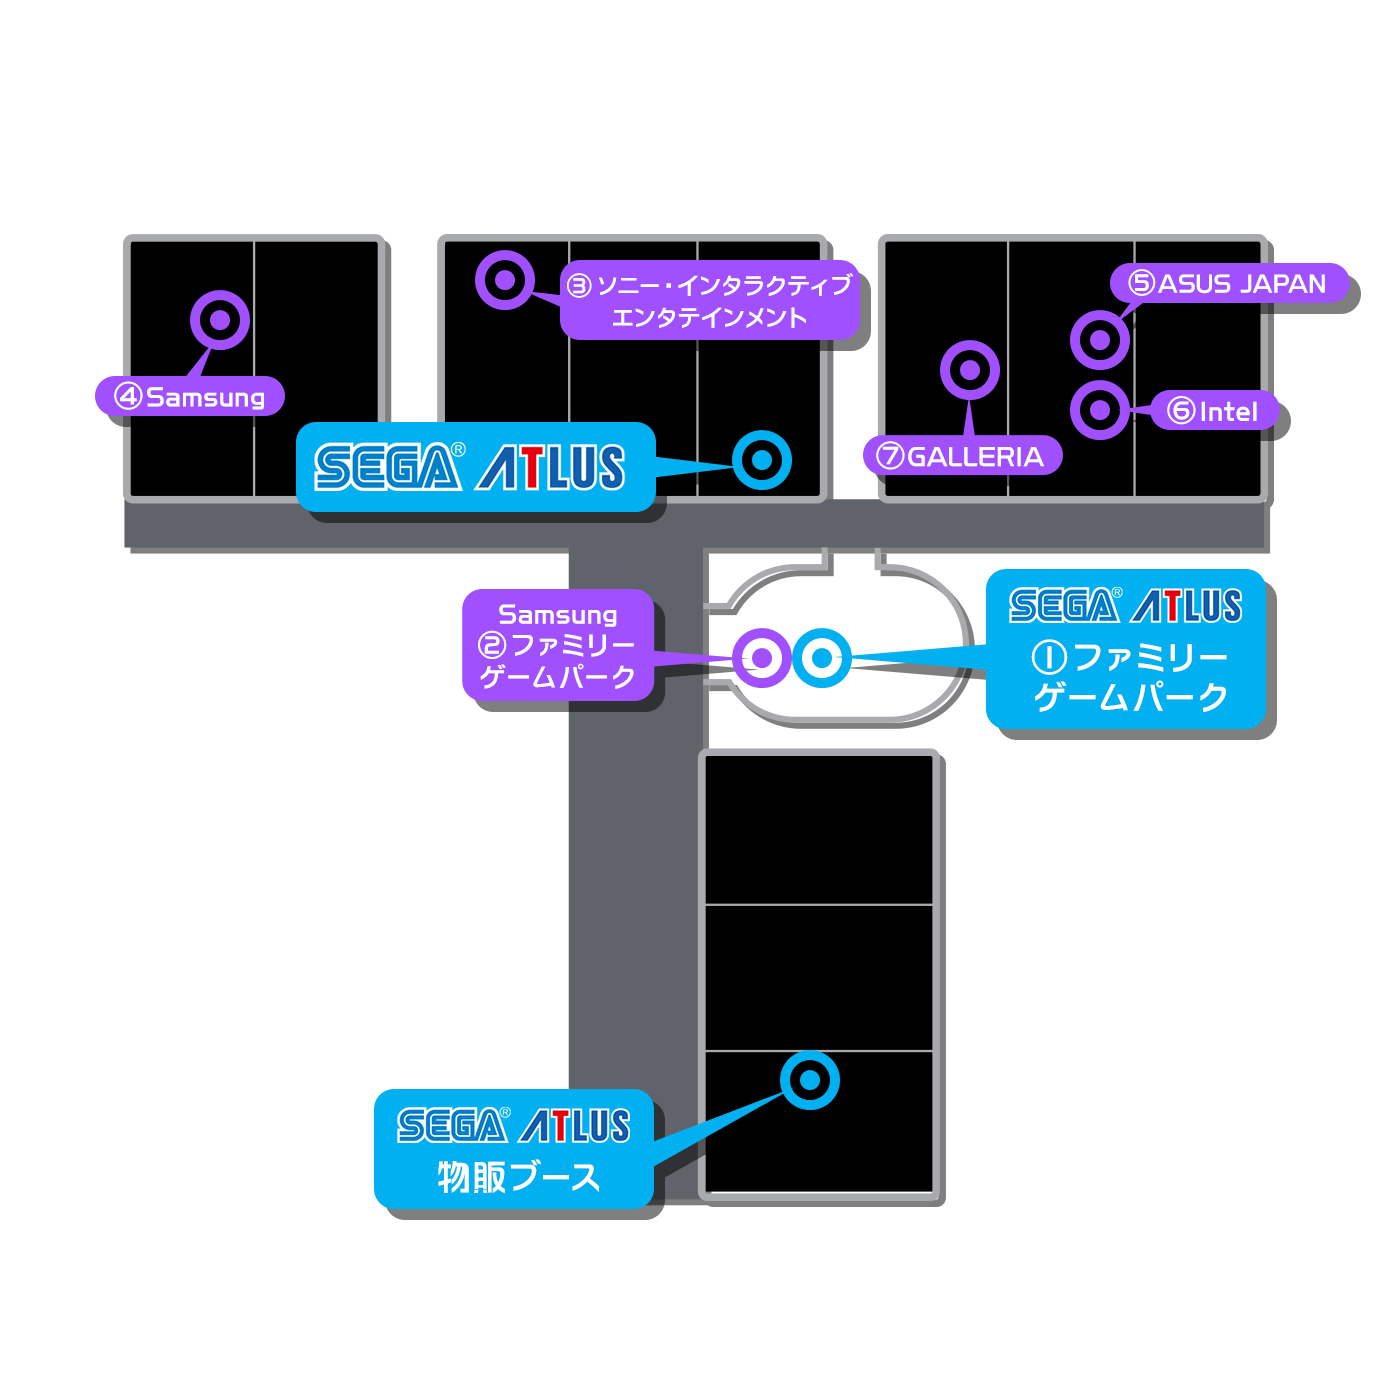 ③ ソニー・インタラクティブ
エンタテインメント
⑤ASUS JAPAN
④Samsung
⑥Intel
⑦GALLERIA
SEGA® ATLUS
Samsung
②ファミリー
ゲームパーク
SEGA® ATLUS
①ファミリー
ゲームパーク
SEGA® ATLUS
物販ブース